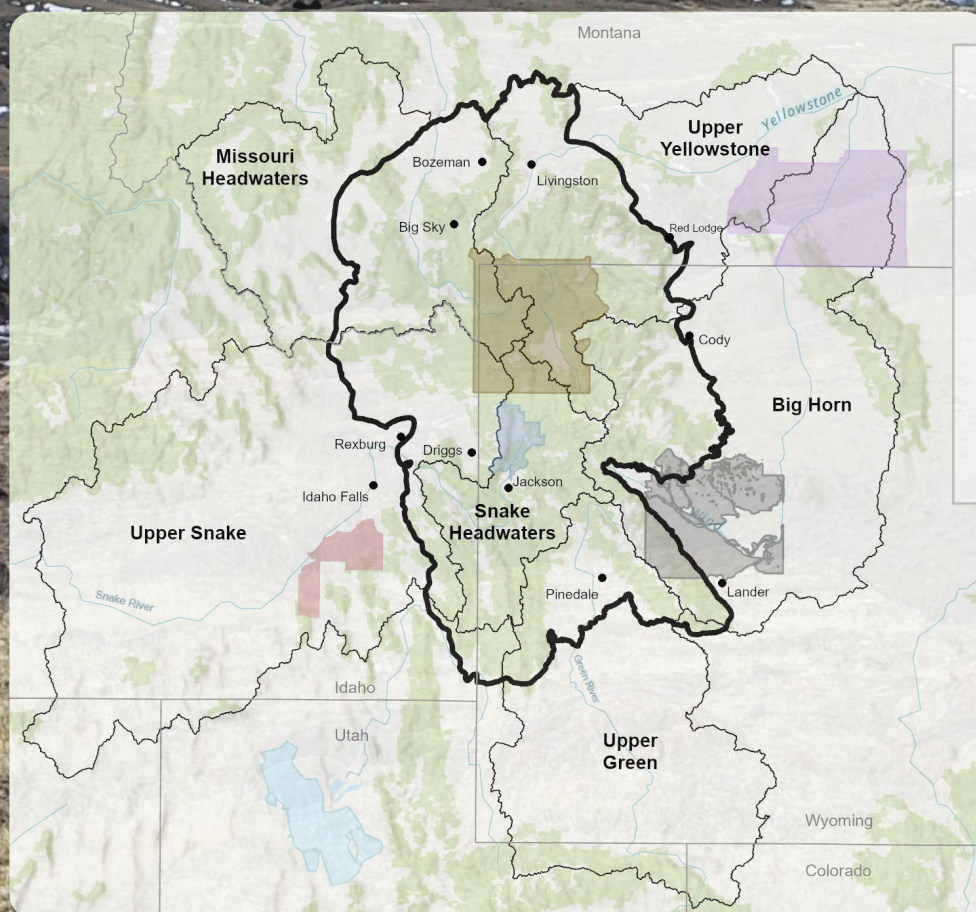 Montana
Yellowstone
Upper
Yellowstone
Missouri
Headwaters
Bozeman
Livingston
Big Sky
Red Lodge
Cody
Big Horn
Rexburg
Driggs
Jackson
Idaho Falls
Snake
Headwaters
Upper Snake
Wind
Pinedale
Lander
Snake River
Green River
Idaho
Utah
Upper
Green
Wyoming
Colorado